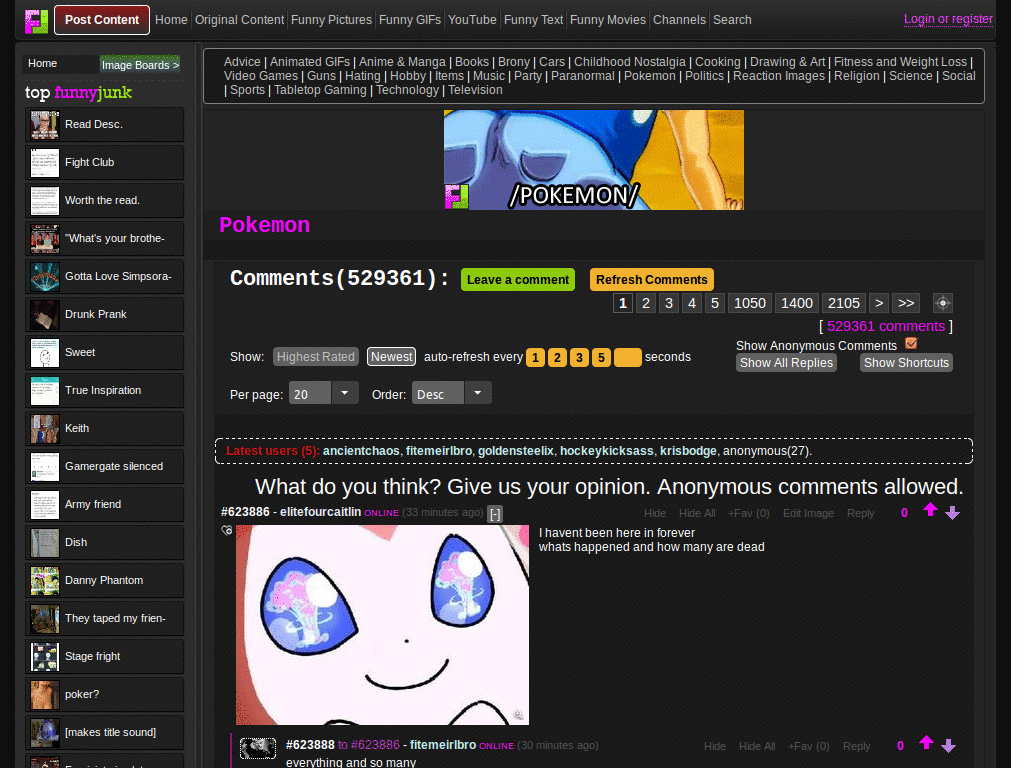 Post Content Home Original Content Funny Pictures Funny GIFs YouTube Funny Text Funny Movies Channels Search Login or register
Home Image Boards >
top funnyjunk
Read Desc.
Fight Club
Worth the read.
"What's your brothe-
Gotta Love Simpsora-
Drunk Prank
Sweet
True Inspiration
Keith
Gamergate silenced
Army friend
Dish
Danny Phantom
They taped my frien-
Stage fright
poker?
[makes title sound]
Advice | Animated GIFs | Anime & Manga | Books | Brony | Cars | Childhood Nostalgia | Cooking | Drawing & Art | Fitness and Weight Loss |
Video Games | Guns | Hating | Hobby | Items | Music | Party | Paranormal | Pokemon | Politics | Reaction Images | Religion | Science | Social
| Sports | Tabletop Gaming | Technology | Television
/POKEMON/
Pokemon
Comments(529361): Leave a comment Refresh Comments
1 2 3 4 5 1050 1400 2105 > >>
[ 529361 comments ]
Show Anonymous Comments
Show: Highest Rated Newest auto-refresh every 1 2 3 5 seconds
Show All Replies Show Shortcuts
Per page: 20 Order: Desc
Latest users (5): ancientchaos, fitemeirlbro, goldensteelix, hockeykicksass, krisbodge, anonymous(27).
What do you think? Give us your opinion. Anonymous comments allowed.
#623886 - elitefourcaitlin ONLINE (33 minutes ago) [-] Hide Hide All +Fav (0) Edit Image Reply 0
I havent been here in forever
whats happened and how many are dead
#623888 to #623886 - fitemeirlbro ONLINE (30 minutes ago) Hide Hide All +Fav (0) Reply 0
everything and so many